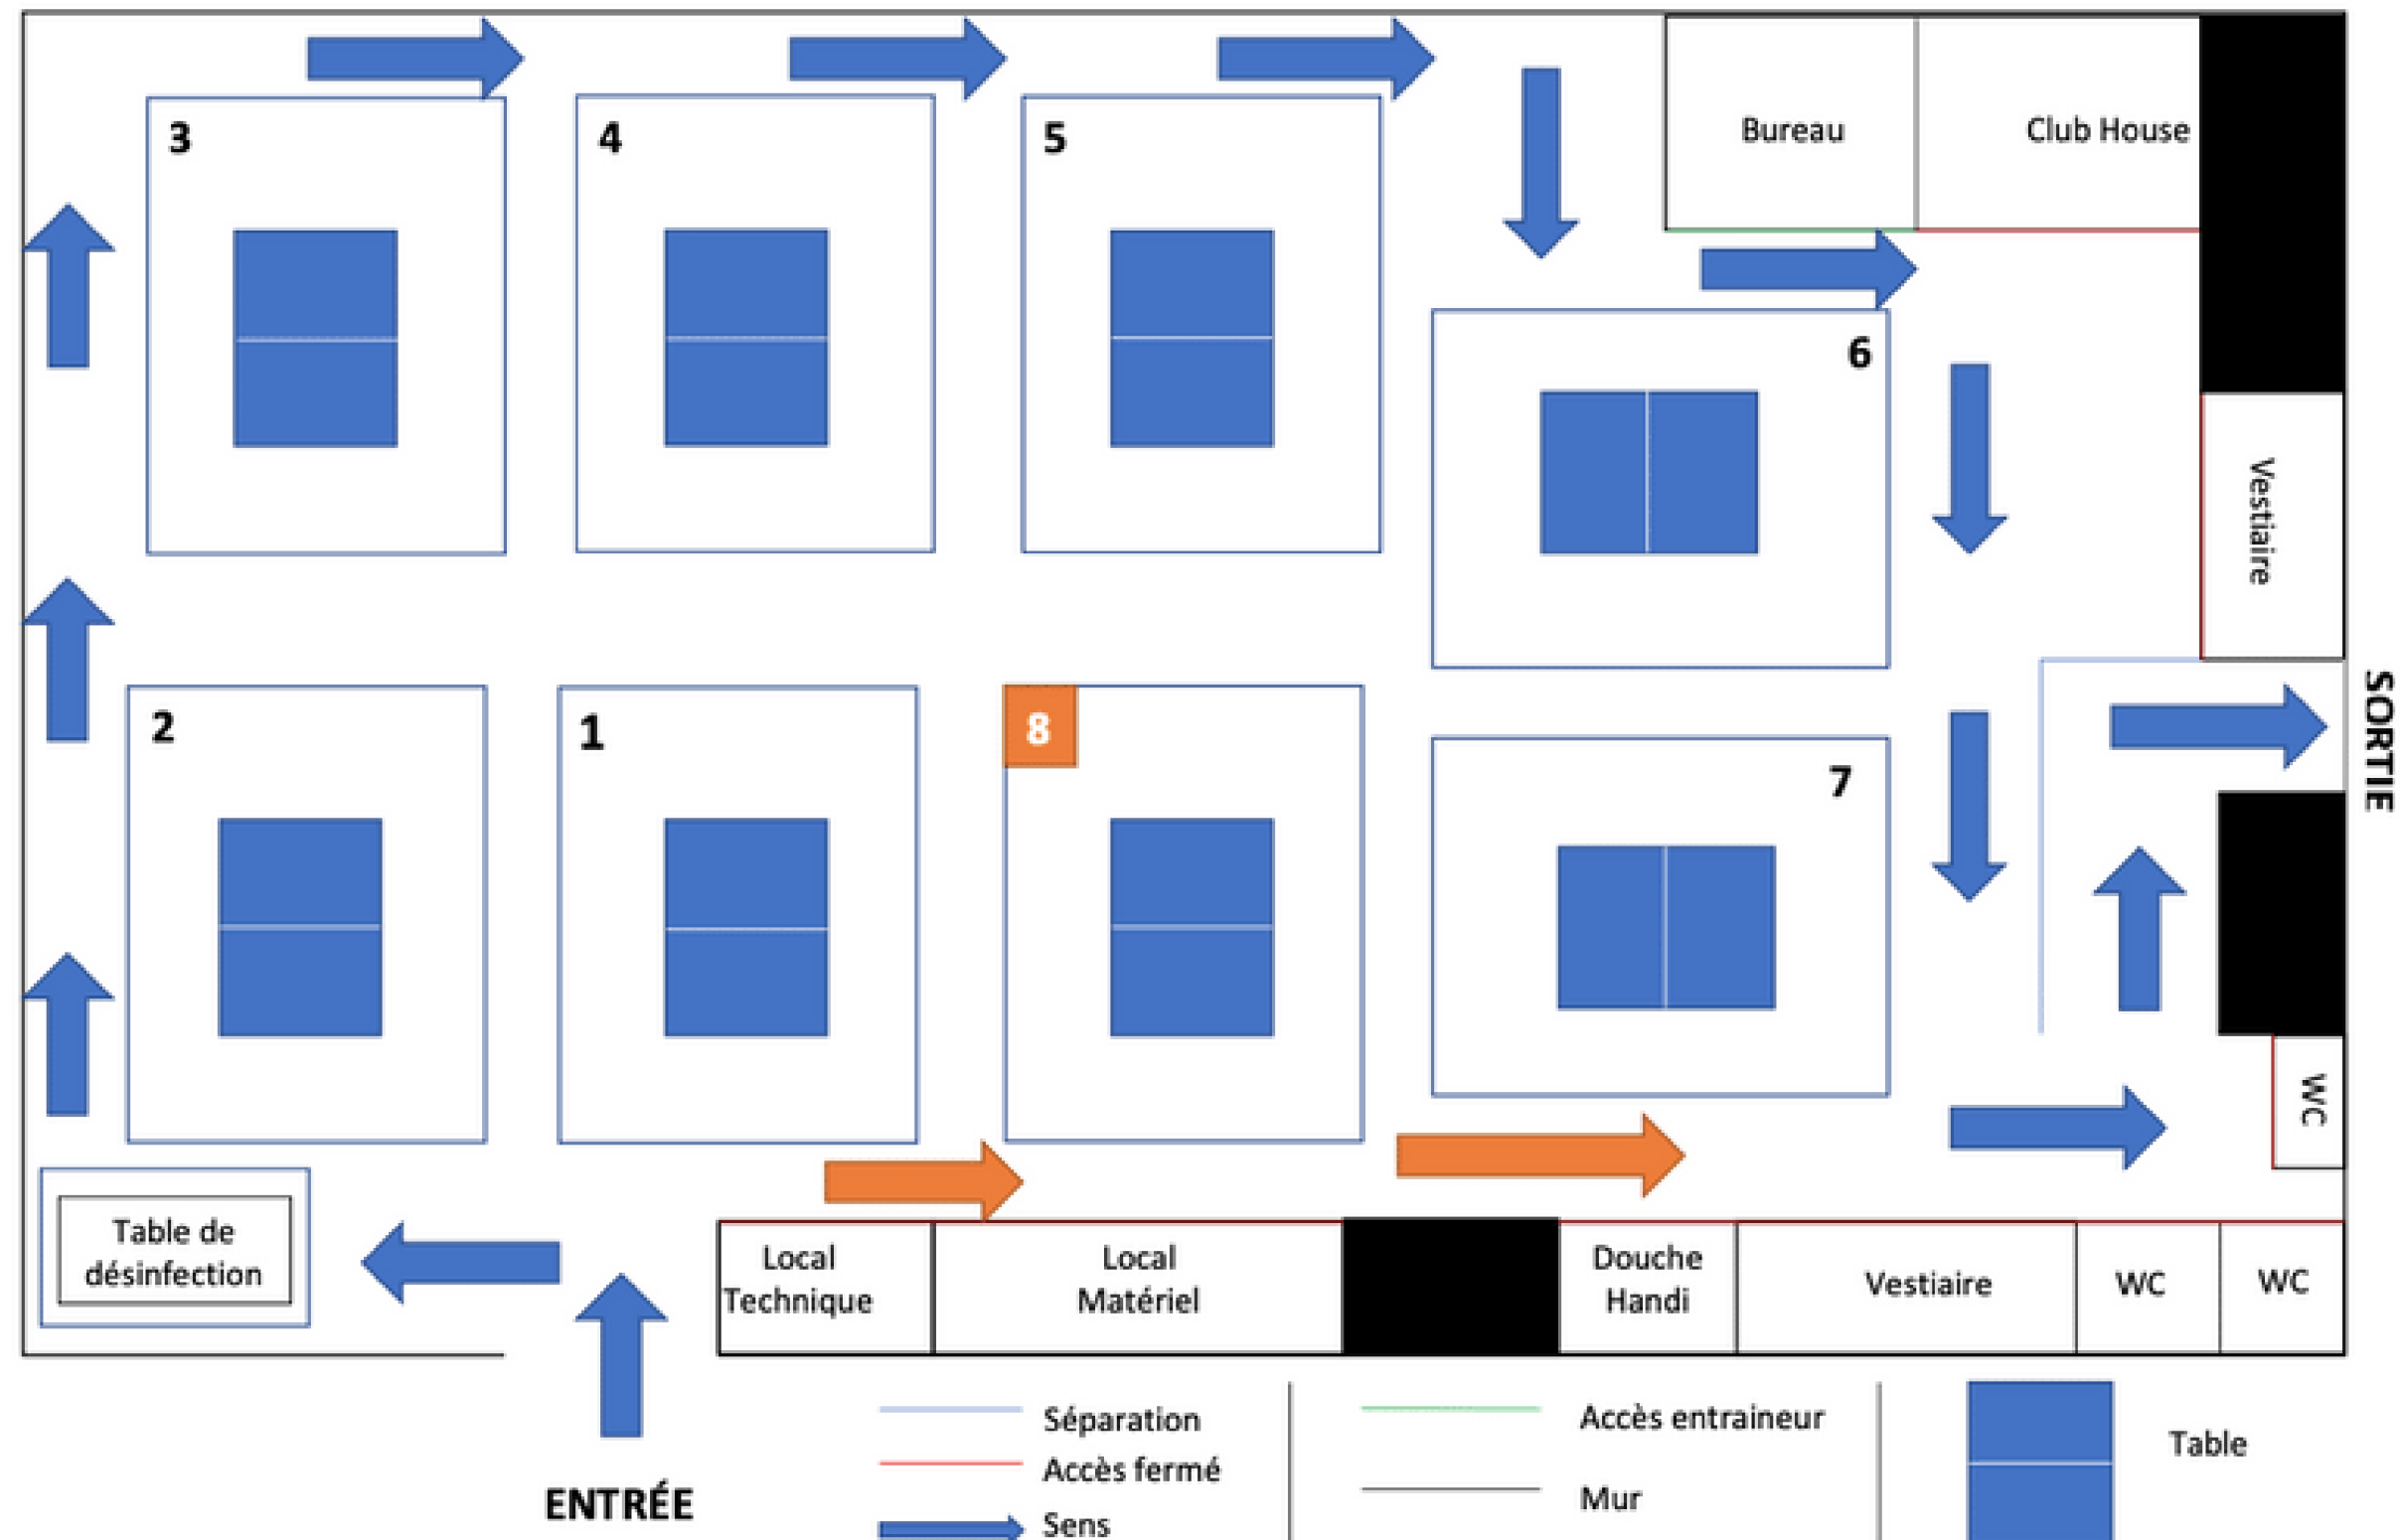 3
4
5
Bureau
Club House
6
Vestiaire
2
1
8
7
SORTIE
WC
Table de
désinfection
Local
Technique
Local
Matériel
Douche
Handi
Vestiaire
WC
WC
ENTRÉE
Séparation
Accès fermé
Sens
Accès entraineur
Mur
Table